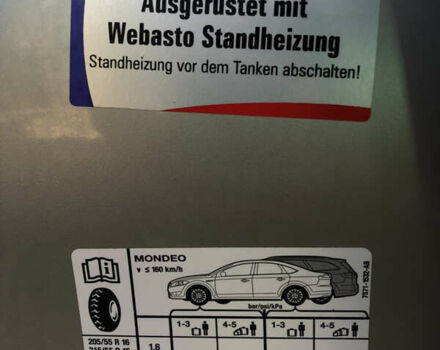 Ausgerüstet mit
Webasto Standheizung
Standheizung vor dem Tanken abschalten!
MONDEO
v ≤ 160 km/h
bar/psi/kPa
1-3 4-5 1-3 4-5
205/55 R 16
1.6